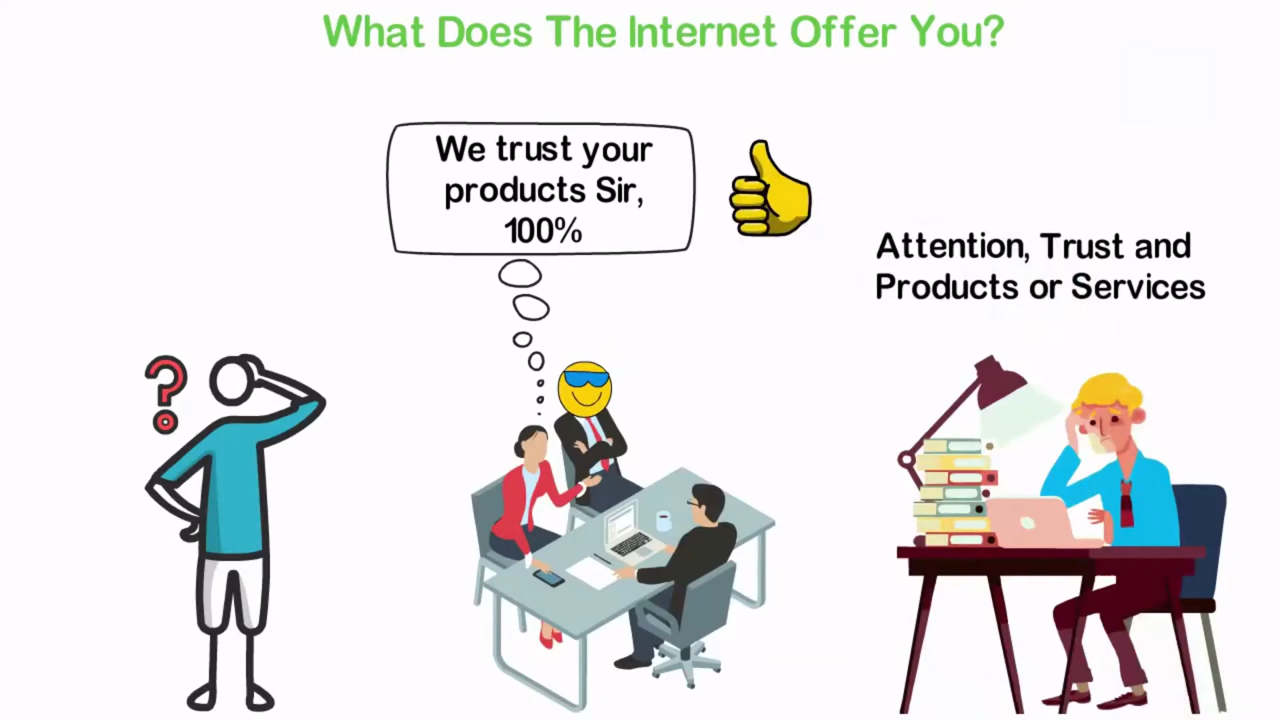 What Does The Internet Offer You?
We trust your
products Sir,
100%
Attention, Trust and
Products or Services